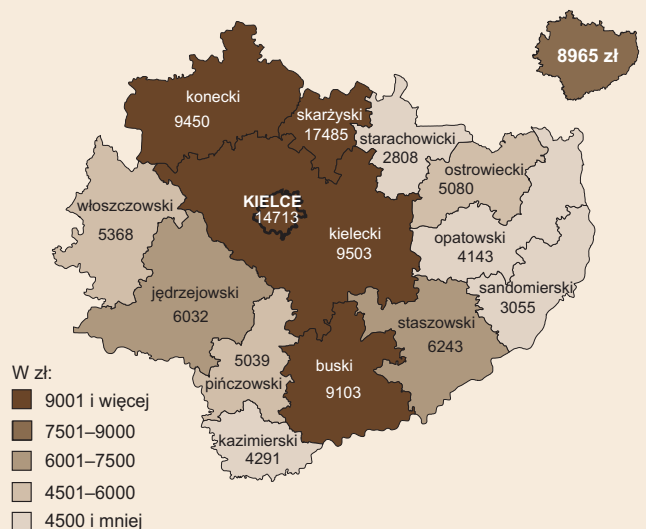 8965 zł
konecki
9450
skarżyski
17485
starachowicki
2808
ostrowiecki
5080
włoszczowski
5368
KIELCE
14713
kielecki
9503
opatowski
4143
sandomierski
3055
jędrzejowski
6032
staszowski
6243
5039
pińczowski
buski
9103
kazimierski
4291
W zł:
9001 i więcej
7501–9000
6001–7500
4501–6000
4500 i mniej